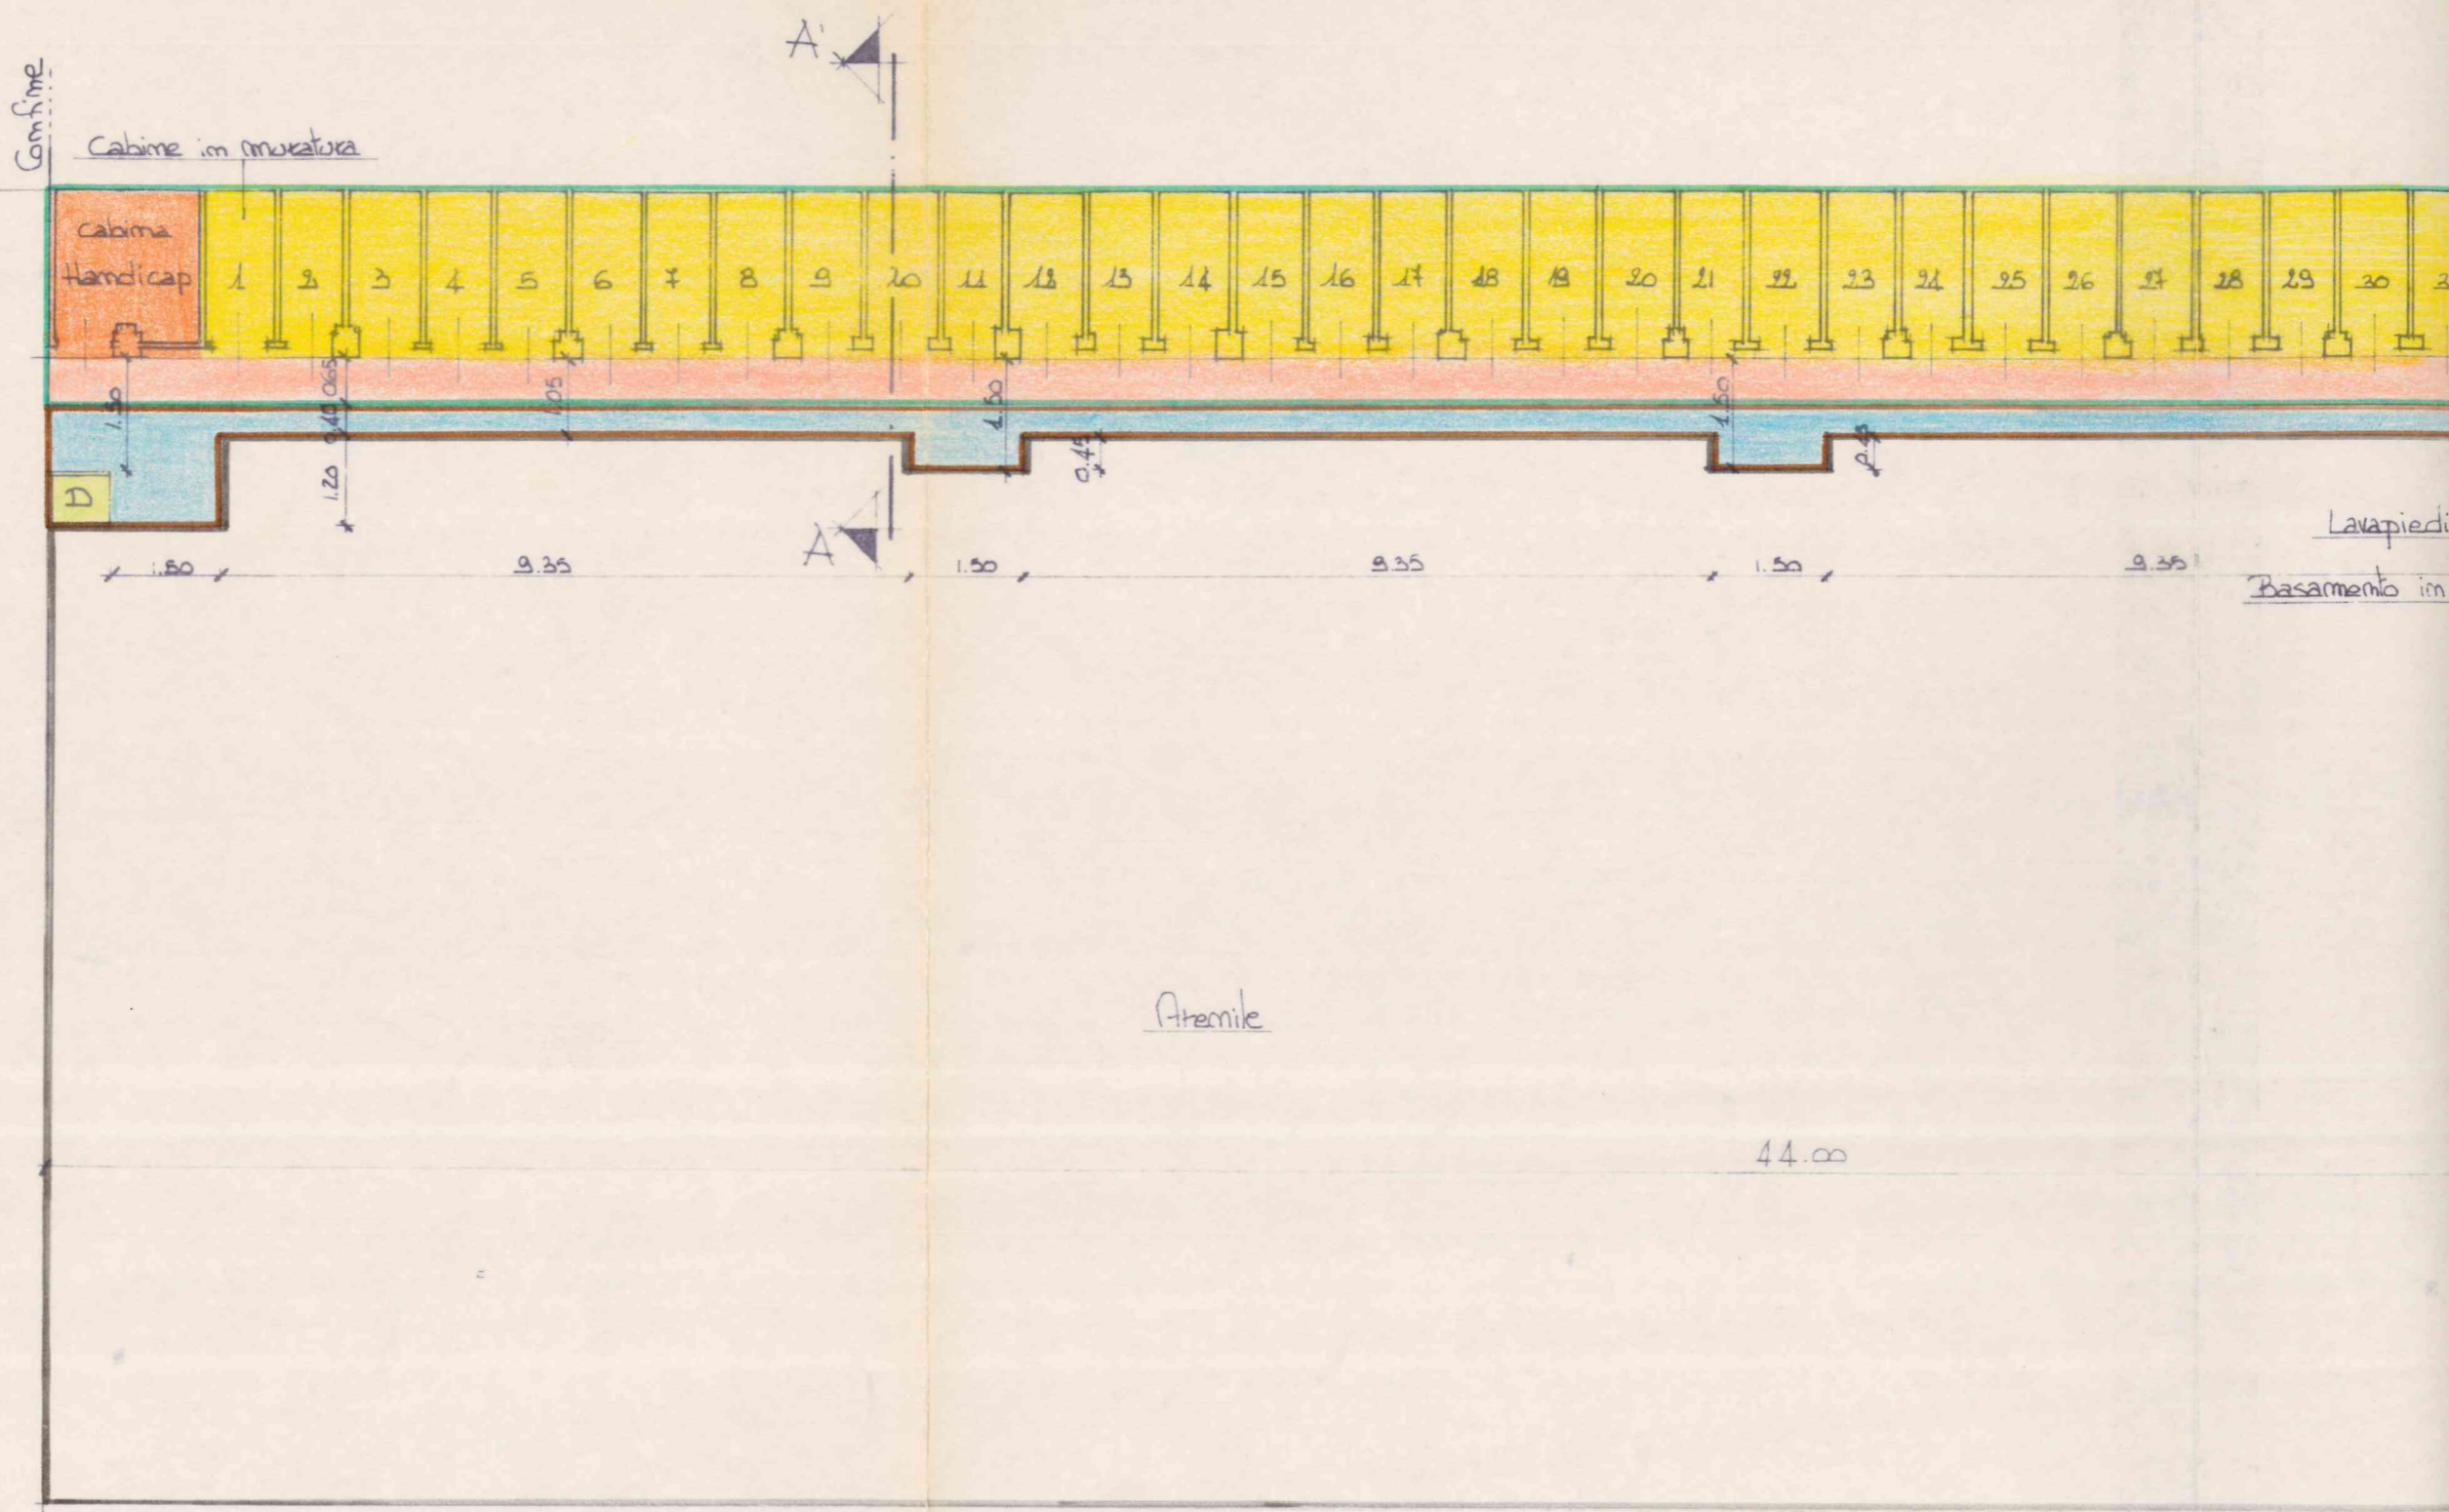 A'
Confine
Cabine in muratura
Cabina
Handicap
1 2 3 4 5 6 7 8 9 10 11 12 13 14 15 16 17 18 19 20 21 22 23 24 25 26 27 28 29 30
1.50
0.40 0.65
1.05
1.50
1.50
1.20
0.45
0.45
D
A
Lavapiedi
1.50 9.35 1.50 9.35 1.50 9.35
Basamento in
Arenile
44.00